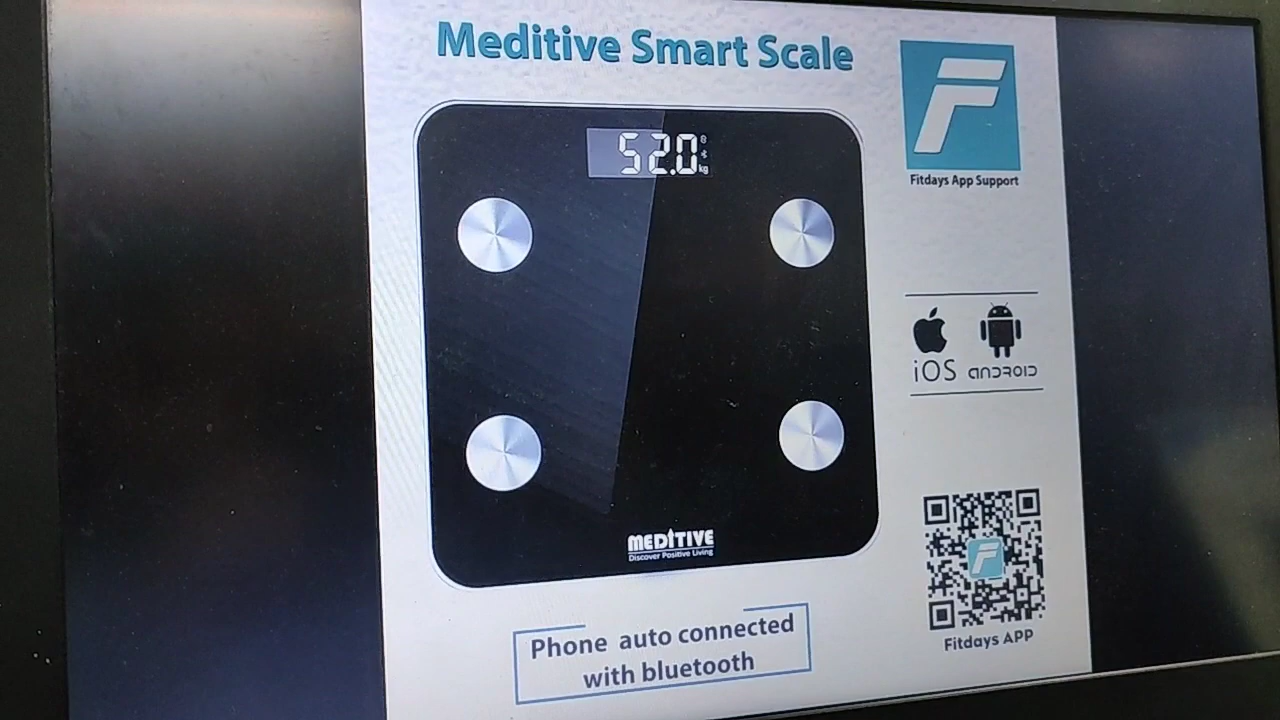 Meditive Smart Scale
52.0
kg
Fitdays App Support
iOS ANDROID
MEDITIVE
Discover Positive Living
Phone auto connected
with bluetooth
Fitdays APP